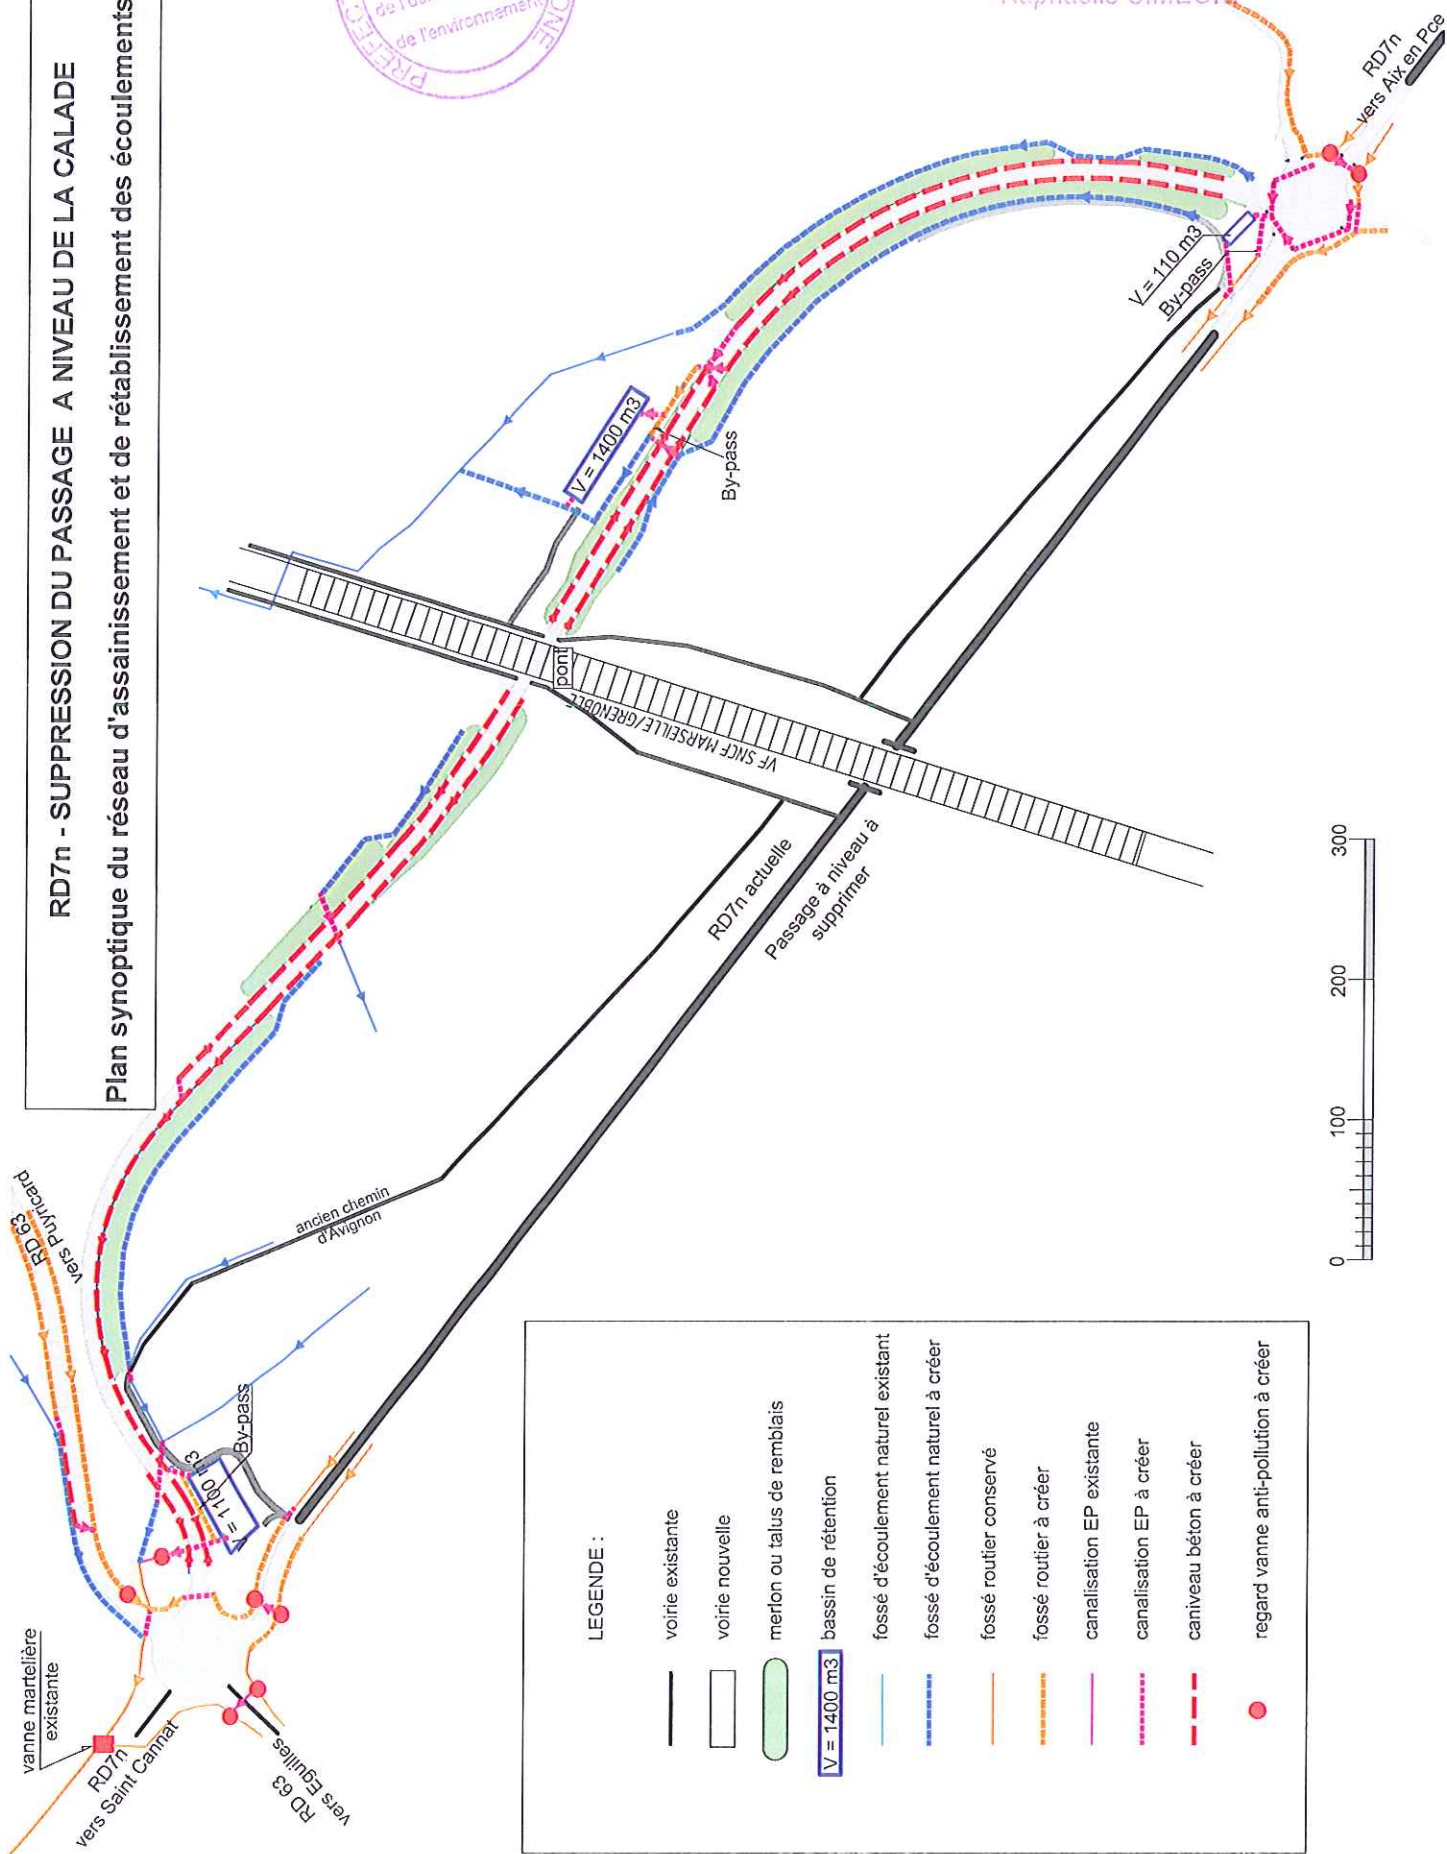 RD7n - SUPPRESSION DU PASSAGE A NIVEAU DE LA CALADE
Plan synoptique du réseau d'assainissement et de rétablissement des écoulements
de l'environnement
RD7n
vers Aix en Pce
V = 110 m3
By-pass
V = 1400 m3
By-pass
pont
VF SNCF MARSEILLE/GRENOBLE
RD7n actuelle
Passage à niveau à
supprimer
ancien chemin
d'Avignon
RD 63
vers Puyricard
V = 1100 m3
By-pass
vanne martelière
existante
RD7n
vers Saint Cannat
RD 63
vers Eguilles
0
100
200
300
LEGENDE :
voirie existante
voirie nouvelle
merlon ou talus de remblais
V = 1400 m3
bassin de rétention
fossé d'écoulement naturel existant
fossé d'écoulement naturel à créer
fossé routier conservé
fossé routier à créer
canalisation EP existante
canalisation EP à créer
caniveau béton à créer
regard vanne anti-pollution à créer